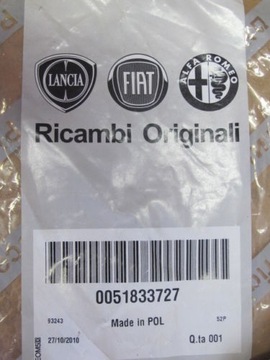 LANCIA
FIAT
ALFA ROMEO
Ricambi Originali
0051833727
93243 Made in POL 52P
27/10/2010 Q.ta 001